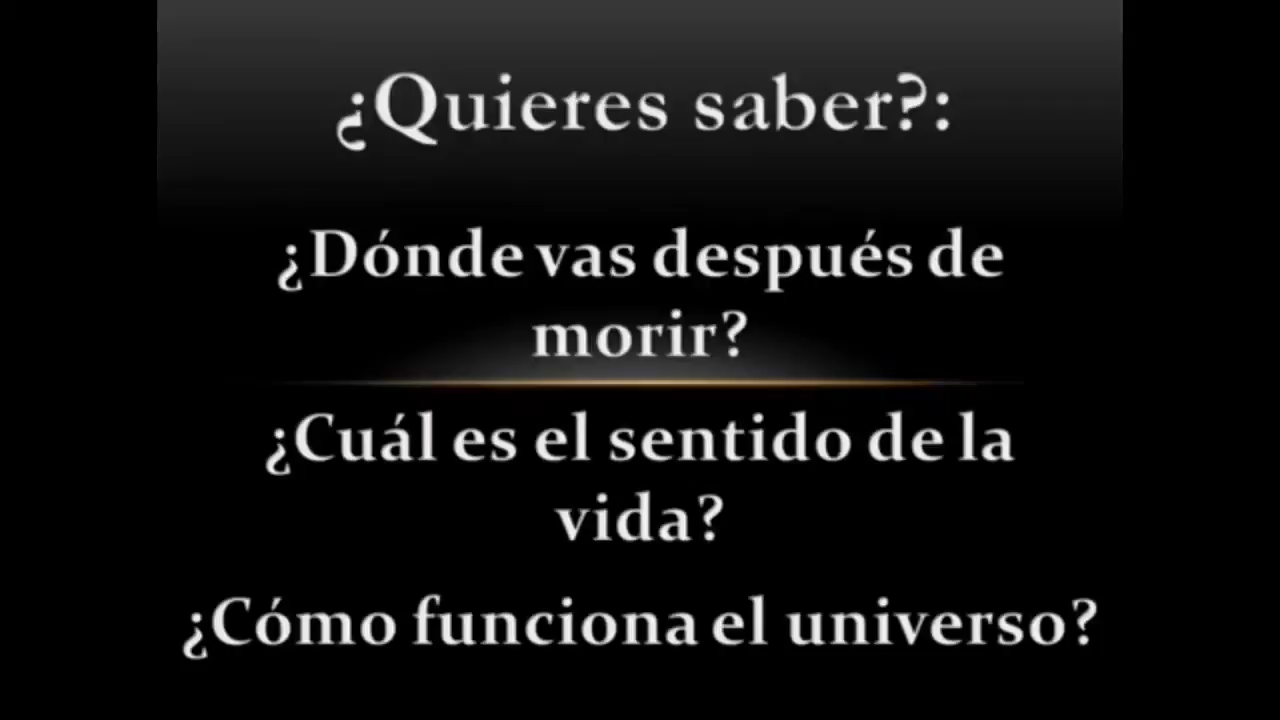 ¿Quieres saber?:
¿Dónde vas después de
morir?
¿Cuál es el sentido de la
vida?
¿Cómo funciona el universo?